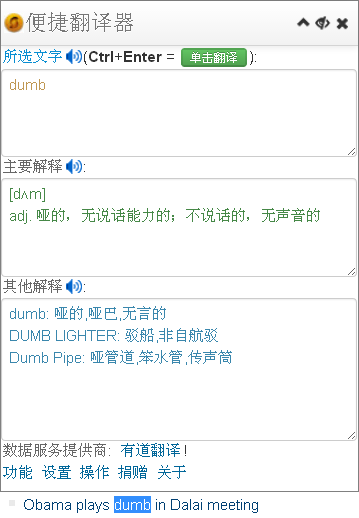 便捷翻译器
所选文字 (Ctrl+Enter = 单击翻译 ):
dumb
主要解释 :
[dʌm]
adj. 哑的，无说话能力的；不说话的，无声音的
其他解释 :
dumb: 哑的,哑巴,无言的
DUMB LIGHTER: 驳船,非自航驳
Dumb Pipe: 哑管道,笨水管,传声筒
数据服务提供商: 有道翻译!
功能 设置 操作 捐赠 关于
Obama plays dumb in Dalai meeting